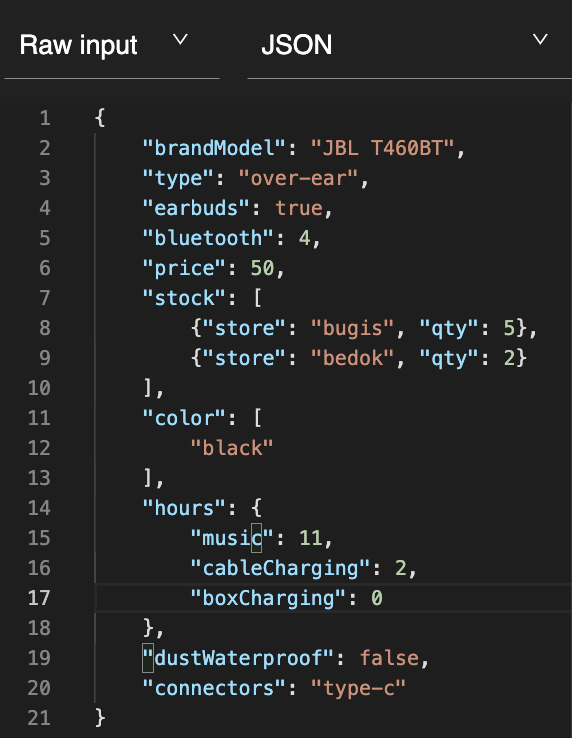 Raw input JSON
1 {
2 "brandModel": "JBL T460BT",
3 "type": "over-ear",
4 "earbuds": true,
5 "bluetooth": 4,
6 "price": 50,
7 "stock": [
8 {"store": "bugis", "qty": 5},
9 {"store": "bedok", "qty": 2}
10 ],
11 "color": [
12 "black"
13 ],
14 "hours": {
15 "music": 11,
16 "cableCharging": 2,
17 "boxCharging": 0
18 },
19 "dustWaterproof": false,
20 "connectors": "type-c"
21 }